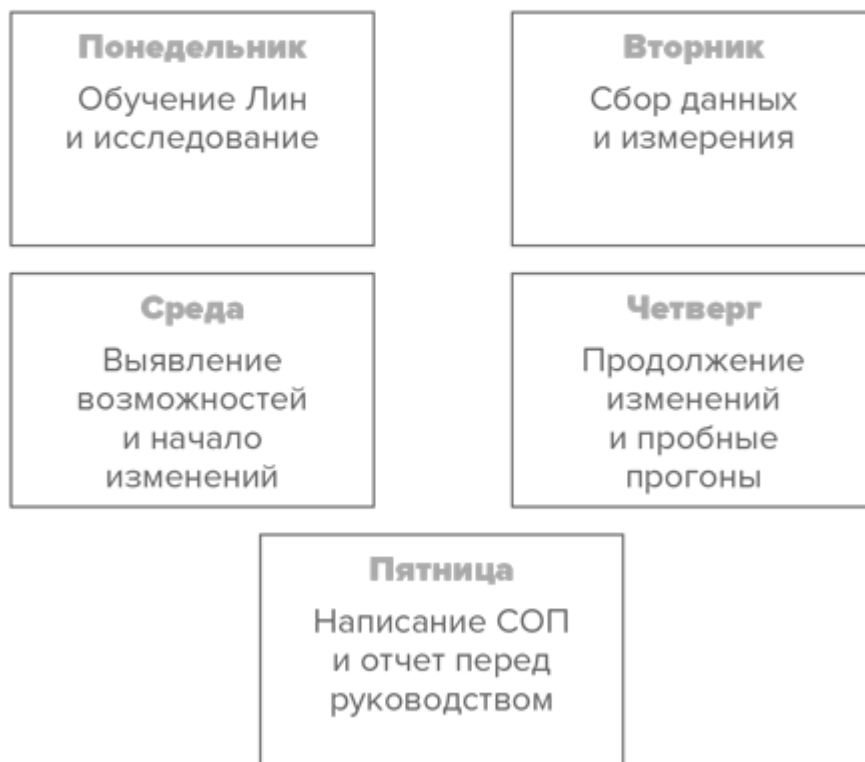 Понедельник
Обучение Лин
и исследование
Вторник
Сбор данных
и измерения
Среда
Выявление
возможностей
и начало
изменений
Четверг
Продолжение
изменений
и пробные
прогоны
Пятница
Написание СОП
и отчет перед
руководством